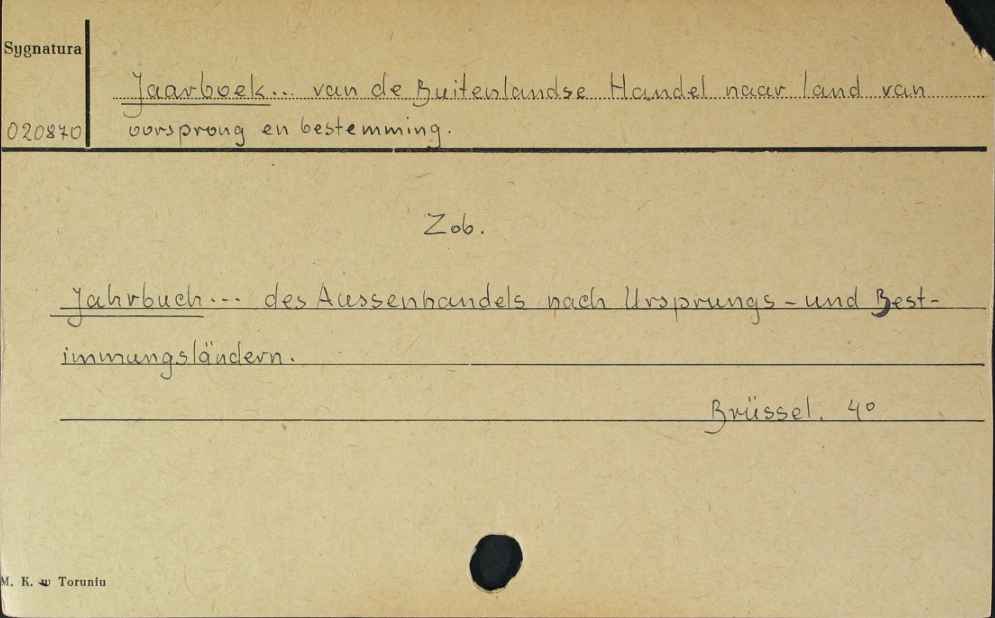 Sygnatura
Jaarboek... van de Buitenlandse Handel naar land van
020870 oorsprong en bestemming.
Zob.
Jahrbuch... des Aussenhandels nach Ursprungs- und Best-
immungsländern.
Brüssel. 4°
M. K. w Toruniu